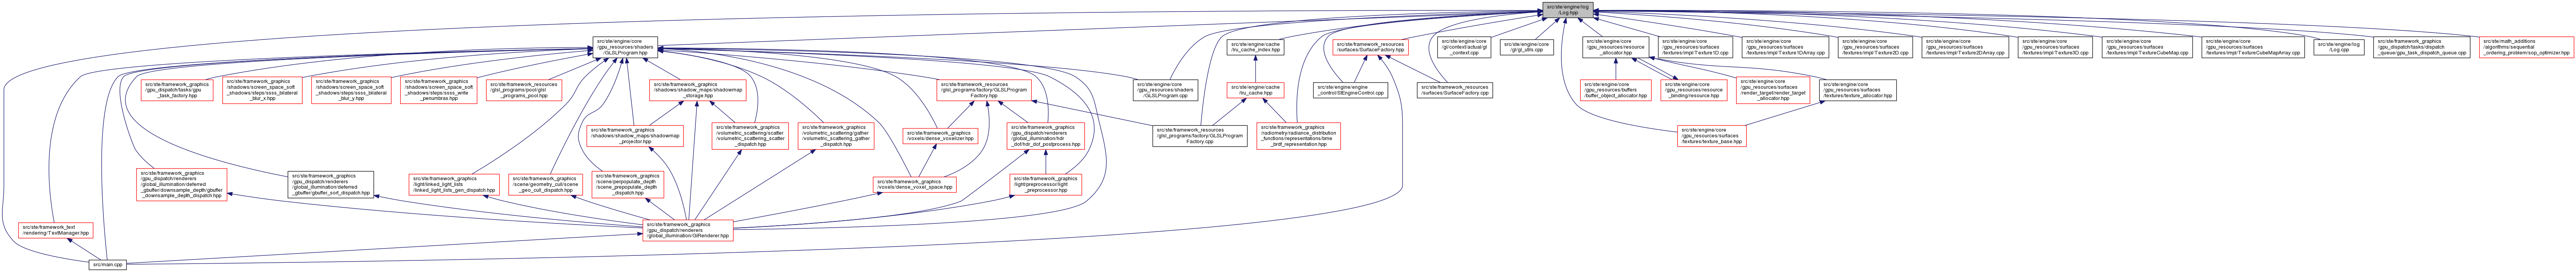 src/ste/engine/log
/Log.hpp
src/ste/engine/core
/gpu_resources/shaders
/GLSLProgram.hpp
src/ste/engine/cache
/lru_cache_index.hpp
src/ste/framework_resources
/surfaces/SurfaceFactory.hpp
src/ste/engine/core
/gl/context/actual/gl
_context.cpp
src/ste/engine/core
/gl/gl_utils.cpp
src/ste/engine/core
/gpu_resources/resource
_allocator.hpp
src/ste/engine/core
/gpu_resources/surfaces
/textures/impl/Texture1D.cpp
src/ste/engine/core
/gpu_resources/surfaces
/textures/impl/Texture1DArray.cpp
src/ste/engine/core
/gpu_resources/surfaces
/textures/impl/Texture2D.cpp
src/ste/engine/core
/gpu_resources/surfaces
/textures/impl/Texture2DArray.cpp
src/ste/engine/core
/gpu_resources/surfaces
/textures/impl/Texture3D.cpp
src/ste/engine/core
/gpu_resources/surfaces
/textures/impl/TextureCubeMap.cpp
src/ste/engine/core
/gpu_resources/surfaces
/textures/impl/TextureCubeMapArray.cpp
src/ste/engine/log
/Log.cpp
src/ste/framework_graphics
/gpu_dispatch/tasks/dispatch
_queue/gpu_task_dispatch_queue.cpp
src/ste/math_additions
/algorithms/sequential
_ordering_problem/sop_optimizer.hpp
src/ste/framework_graphics
/gpu_dispatch/tasks/gpu
_task_factory.hpp
src/ste/framework_graphics
/shadows/screen_space_soft
_shadows/steps/ssss_bilateral
_blur_x.hpp
src/ste/framework_graphics
/shadows/screen_space_soft
_shadows/steps/ssss_bilateral
_blur_y.hpp
src/ste/framework_graphics
/shadows/screen_space_soft
_shadows/steps/ssss_write
_penumbras.hpp
src/ste/framework_resources
/glsl_programs/pool/glsl
_programs_pool.hpp
src/ste/framework_graphics
/shadows/shadow_maps/shadowmap
_storage.hpp
src/ste/framework_resources
/glsl_programs/factory/GLSLProgram
Factory.hpp
src/ste/engine/core
/gpu_resources/shaders
/GLSLProgram.cpp
src/ste/engine/cache
/lru_cache.hpp
src/ste/engine/engine
_control/StEngineControl.cpp
src/ste/framework_resources
/surfaces/SurfaceFactory.cpp
src/ste/engine/core
/gpu_resources/buffers
/buffer_object_allocator.hpp
src/ste/engine/core
/gpu_resources/resource
_binding/resource.hpp
src/ste/engine/core
/gpu_resources/surfaces
/render_target/render_target
_allocator.hpp
src/ste/engine/core
/gpu_resources/surfaces
/textures/texture_allocator.hpp
src/ste/framework_graphics
/shadows/shadow_maps/shadowmap
_projector.hpp
src/ste/framework_graphics
/volumetric_scattering/scatter
/volumetric_scattering_scatter
_dispatch.hpp
src/ste/framework_graphics
/volumetric_scattering/gather
/volumetric_scattering_gather
_dispatch.hpp
src/ste/framework_graphics
/voxels/dense_voxelizer.hpp
src/ste/framework_graphics
/gpu_dispatch/renderers
/global_illumination/hdr
_dof/hdr_dof_postprocess.hpp
src/ste/framework_resources
/glsl_programs/factory/GLSLProgram
Factory.cpp
src/ste/framework_graphics
/radiometry/radiance_distribution
_functions/representations/bme
_brdf_representation.hpp
src/ste/engine/core
/gpu_resources/surfaces
/textures/texture_base.hpp
src/ste/framework_graphics
/gpu_dispatch/renderers
/global_illumination/deferred
_gbuffer/downsample_depth/gbuffer
_downsample_depth_dispatch.hpp
src/ste/framework_graphics
/gpu_dispatch/renderers
/global_illumination/deferred
_gbuffer/gbuffer_sort_dispatch.hpp
src/ste/framework_graphics
/light/linked_light_lists
/linked_light_lists_gen_dispatch.hpp
src/ste/framework_graphics
/scene/geometry_cull/scene
_geo_cull_dispatch.hpp
src/ste/framework_graphics
/scene/perpopulate_depth
/scene_prepopulate_depth
_dispatch.hpp
src/ste/framework_graphics
/voxels/dense_voxel_space.hpp
src/ste/framework_graphics
/light/preprocessor/light
_preprocessor.hpp
src/ste/framework_text
/rendering/TextManager.hpp
src/ste/framework_graphics
/gpu_dispatch/renderers
/global_illumination/GIRenderer.hpp
src/main.cpp